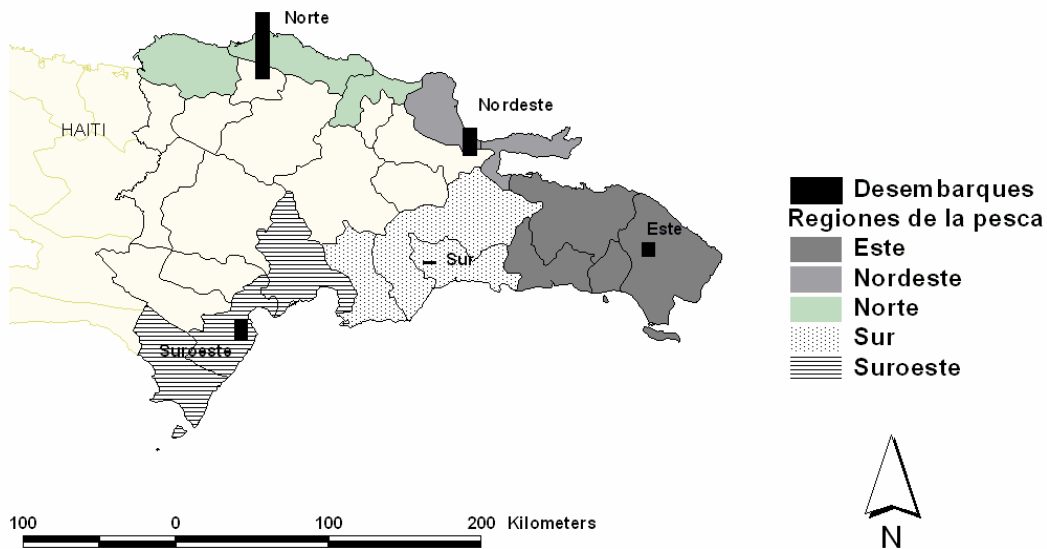 Norte
Nordeste
HAITI
Este
Sur
Suroeste
Desembarques
Regiones de la pesca
Este
Nordeste
Norte
Sur
Suroeste
100 0 100 200 Kilometers
N